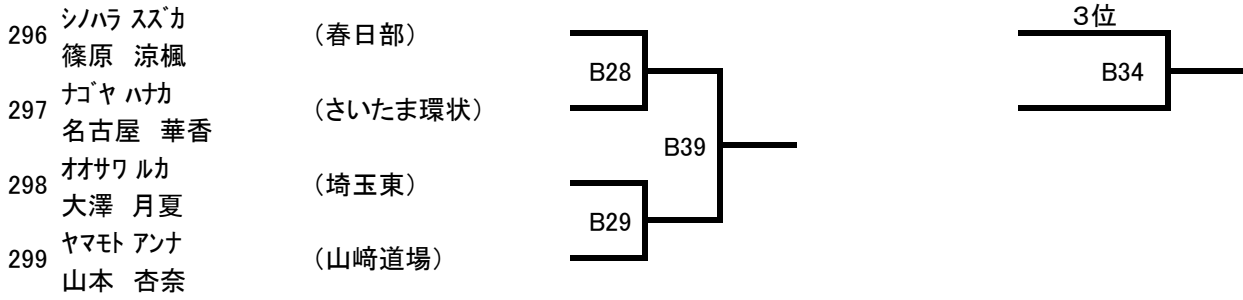 シノハラ スズカ
296 篠原 涼楓 （春日部）
ナゴヤ ハナカ
297 名古屋 華香 （さいたま環状）
オオサワ ルカ
298 大澤 月夏 （埼玉東）
ヤマモト アンナ
299 山本 杏奈 （山﨑道場）
B28
B39
B29
３位
B34